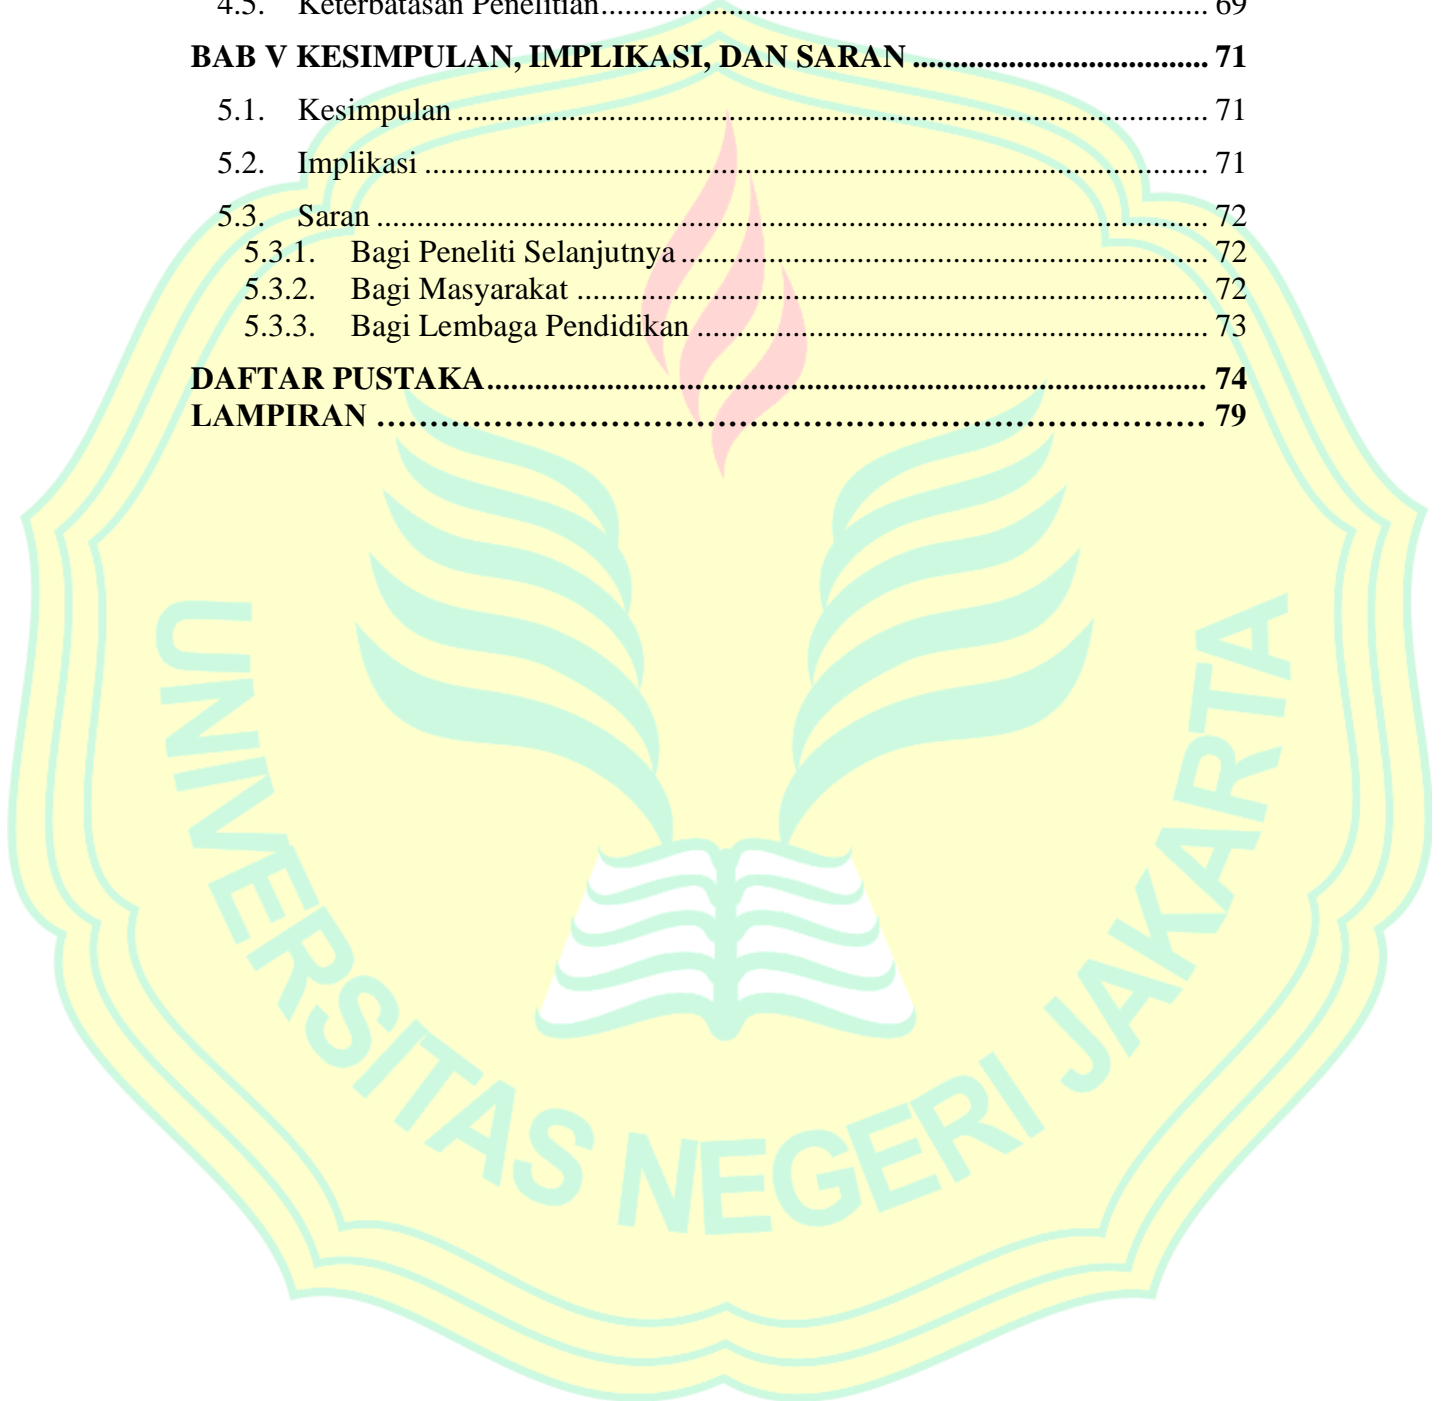 4.5. Keterbatasan Penelitian.......................................................................... 69
BAB V KESIMPULAN, IMPLIKASI, DAN SARAN ................................... 71
5.1. Kesimpulan ........................................................................................... 71
5.2. Implikasi ............................................................................................... 71
5.3. Saran ..................................................................................................... 72
5.3.1. Bagi Peneliti Selanjutnya ................................................................ 72
5.3.2. Bagi Masyarakat ............................................................................. 72
5.3.3. Bagi Lembaga Pendidikan .............................................................. 73
DAFTAR PUSTAKA....................................................................................... 74
LAMPIRAN …………………………………………………………………… 79
UNIVERSITAS NEGERI JAKARTA